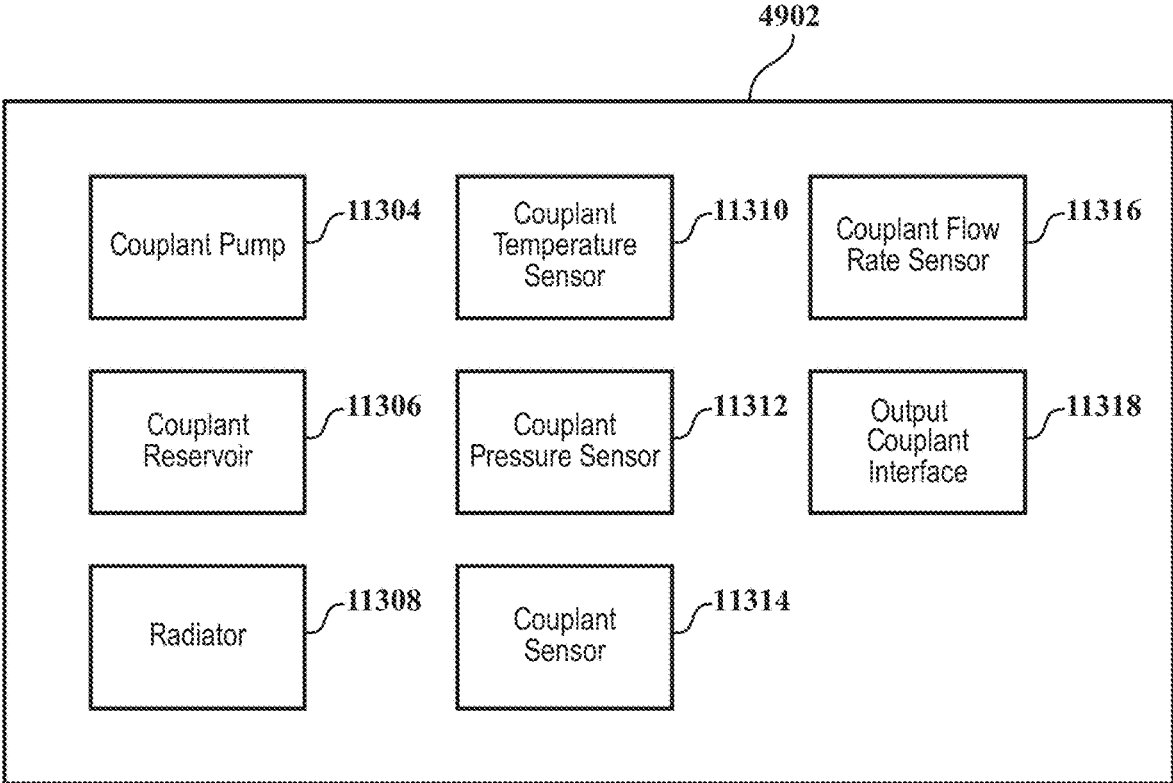 4902
Couplant Pump
11304
Couplant
Temperature
Sensor
11310
Couplant Flow
Rate Sensor
11316
Couplant
Reservoir
11306
Couplant
Pressure Sensor
11312
Output
Couplant
Interface
11318
Radiator
11308
Couplant
Sensor
11314